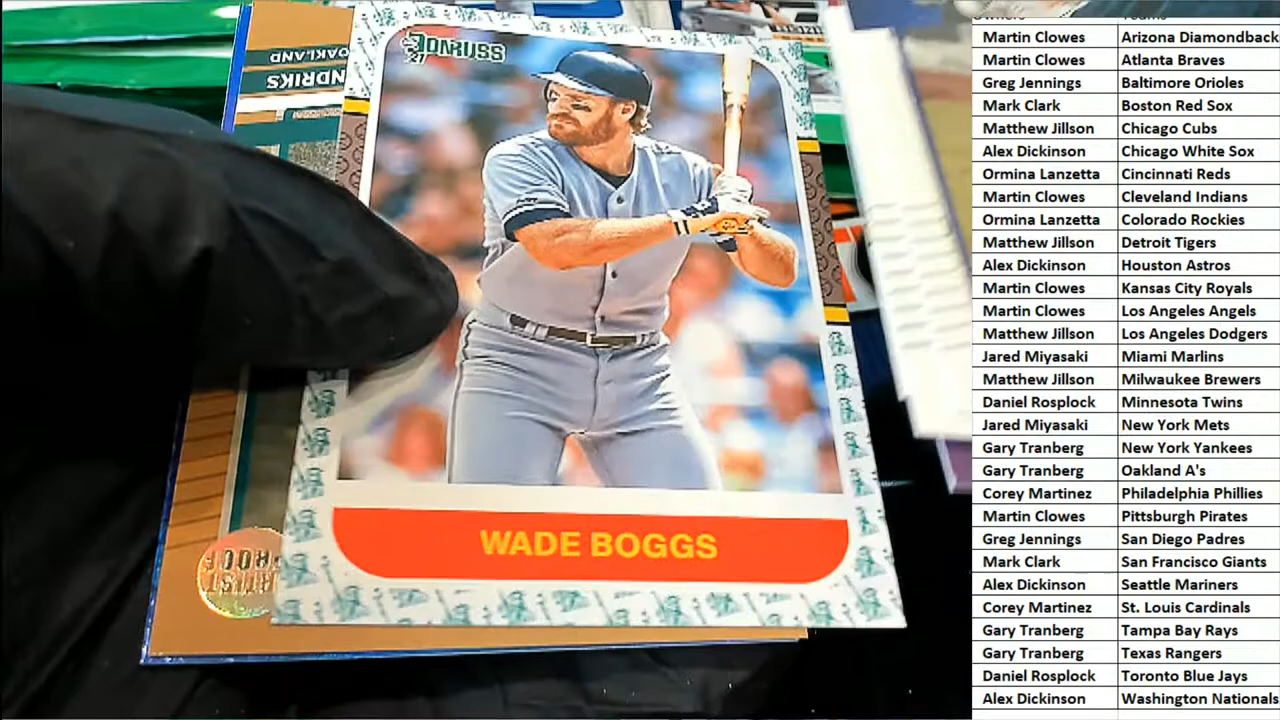 OAKLAND
NDRIKS
DONRUSS
21
WADE BOGGS
Teams
Martin Clowes Arizona Diamondback
Martin Clowes Atlanta Braves
Greg Jennings Baltimore Orioles
Mark Clark Boston Red Sox
Matthew Jillson Chicago Cubs
Alex Dickinson Chicago White Sox
Ormina Lanzetta Cincinnati Reds
Martin Clowes Cleveland Indians
Ormina Lanzetta Colorado Rockies
Matthew Jillson Detroit Tigers
Alex Dickinson Houston Astros
Martin Clowes Kansas City Royals
Martin Clowes Los Angeles Angels
Matthew Jillson Los Angeles Dodgers
Jared Miyasaki Miami Marlins
Matthew Jillson Milwaukee Brewers
Daniel Rosplock Minnesota Twins
Jared Miyasaki New York Mets
Gary Tranberg New York Yankees
Gary Tranberg Oakland A's
Corey Martinez Philadelphia Phillies
Martin Clowes Pittsburgh Pirates
Greg Jennings San Diego Padres
Mark Clark San Francisco Giants
Alex Dickinson Seattle Mariners
Corey Martinez St. Louis Cardinals
Gary Tranberg Tampa Bay Rays
Gary Tranberg Texas Rangers
Daniel Rosplock Toronto Blue Jays
Alex Dickinson Washington Nationals